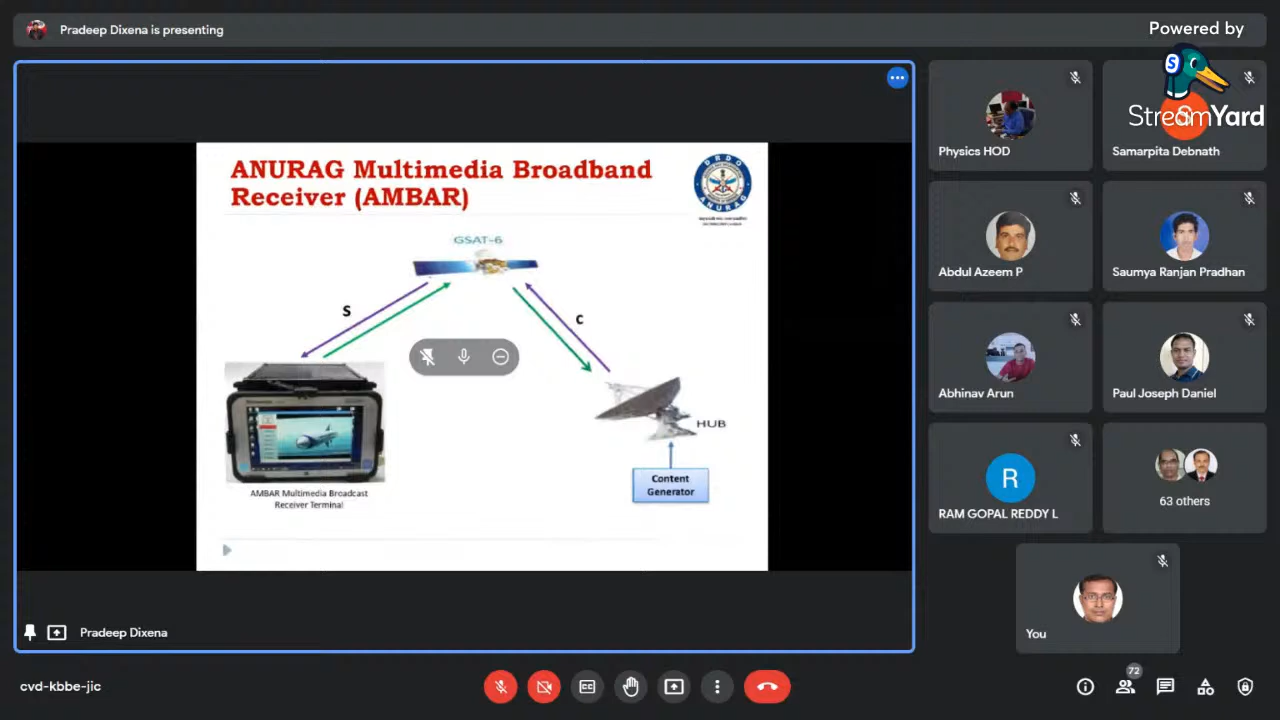 Pradeep Dixena is presenting
Powered by
StreamYard
ANURAG Multimedia Broadband
Receiver (AMBAR)
DRDO
ANURAG
GSAT-6
S
C
HUB
Content
Generator
AMBAR Multimedia Broadcast
Receiver Terminal
Pradeep Dixena
Physics HOD
S
Samarpita Debnath
Abdul Azeem P
Saumya Ranjan Pradhan
Abhinav Arun
Paul Joseph Daniel
R
RAM GOPAL REDDY L
63 others
You
cvd-kbbe-jic
72